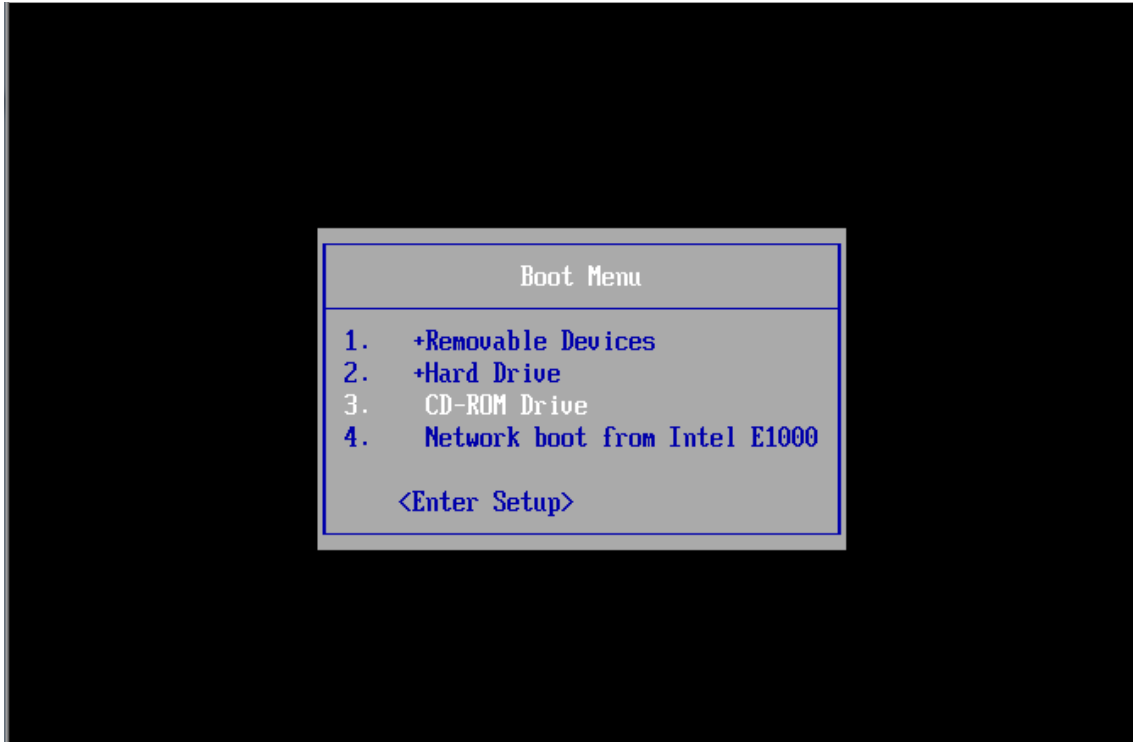 Boot Menu
1. +Removable Devices
2. +Hard Drive
3. CD-ROM Drive
4. Network boot from Intel E1000
<Enter Setup>